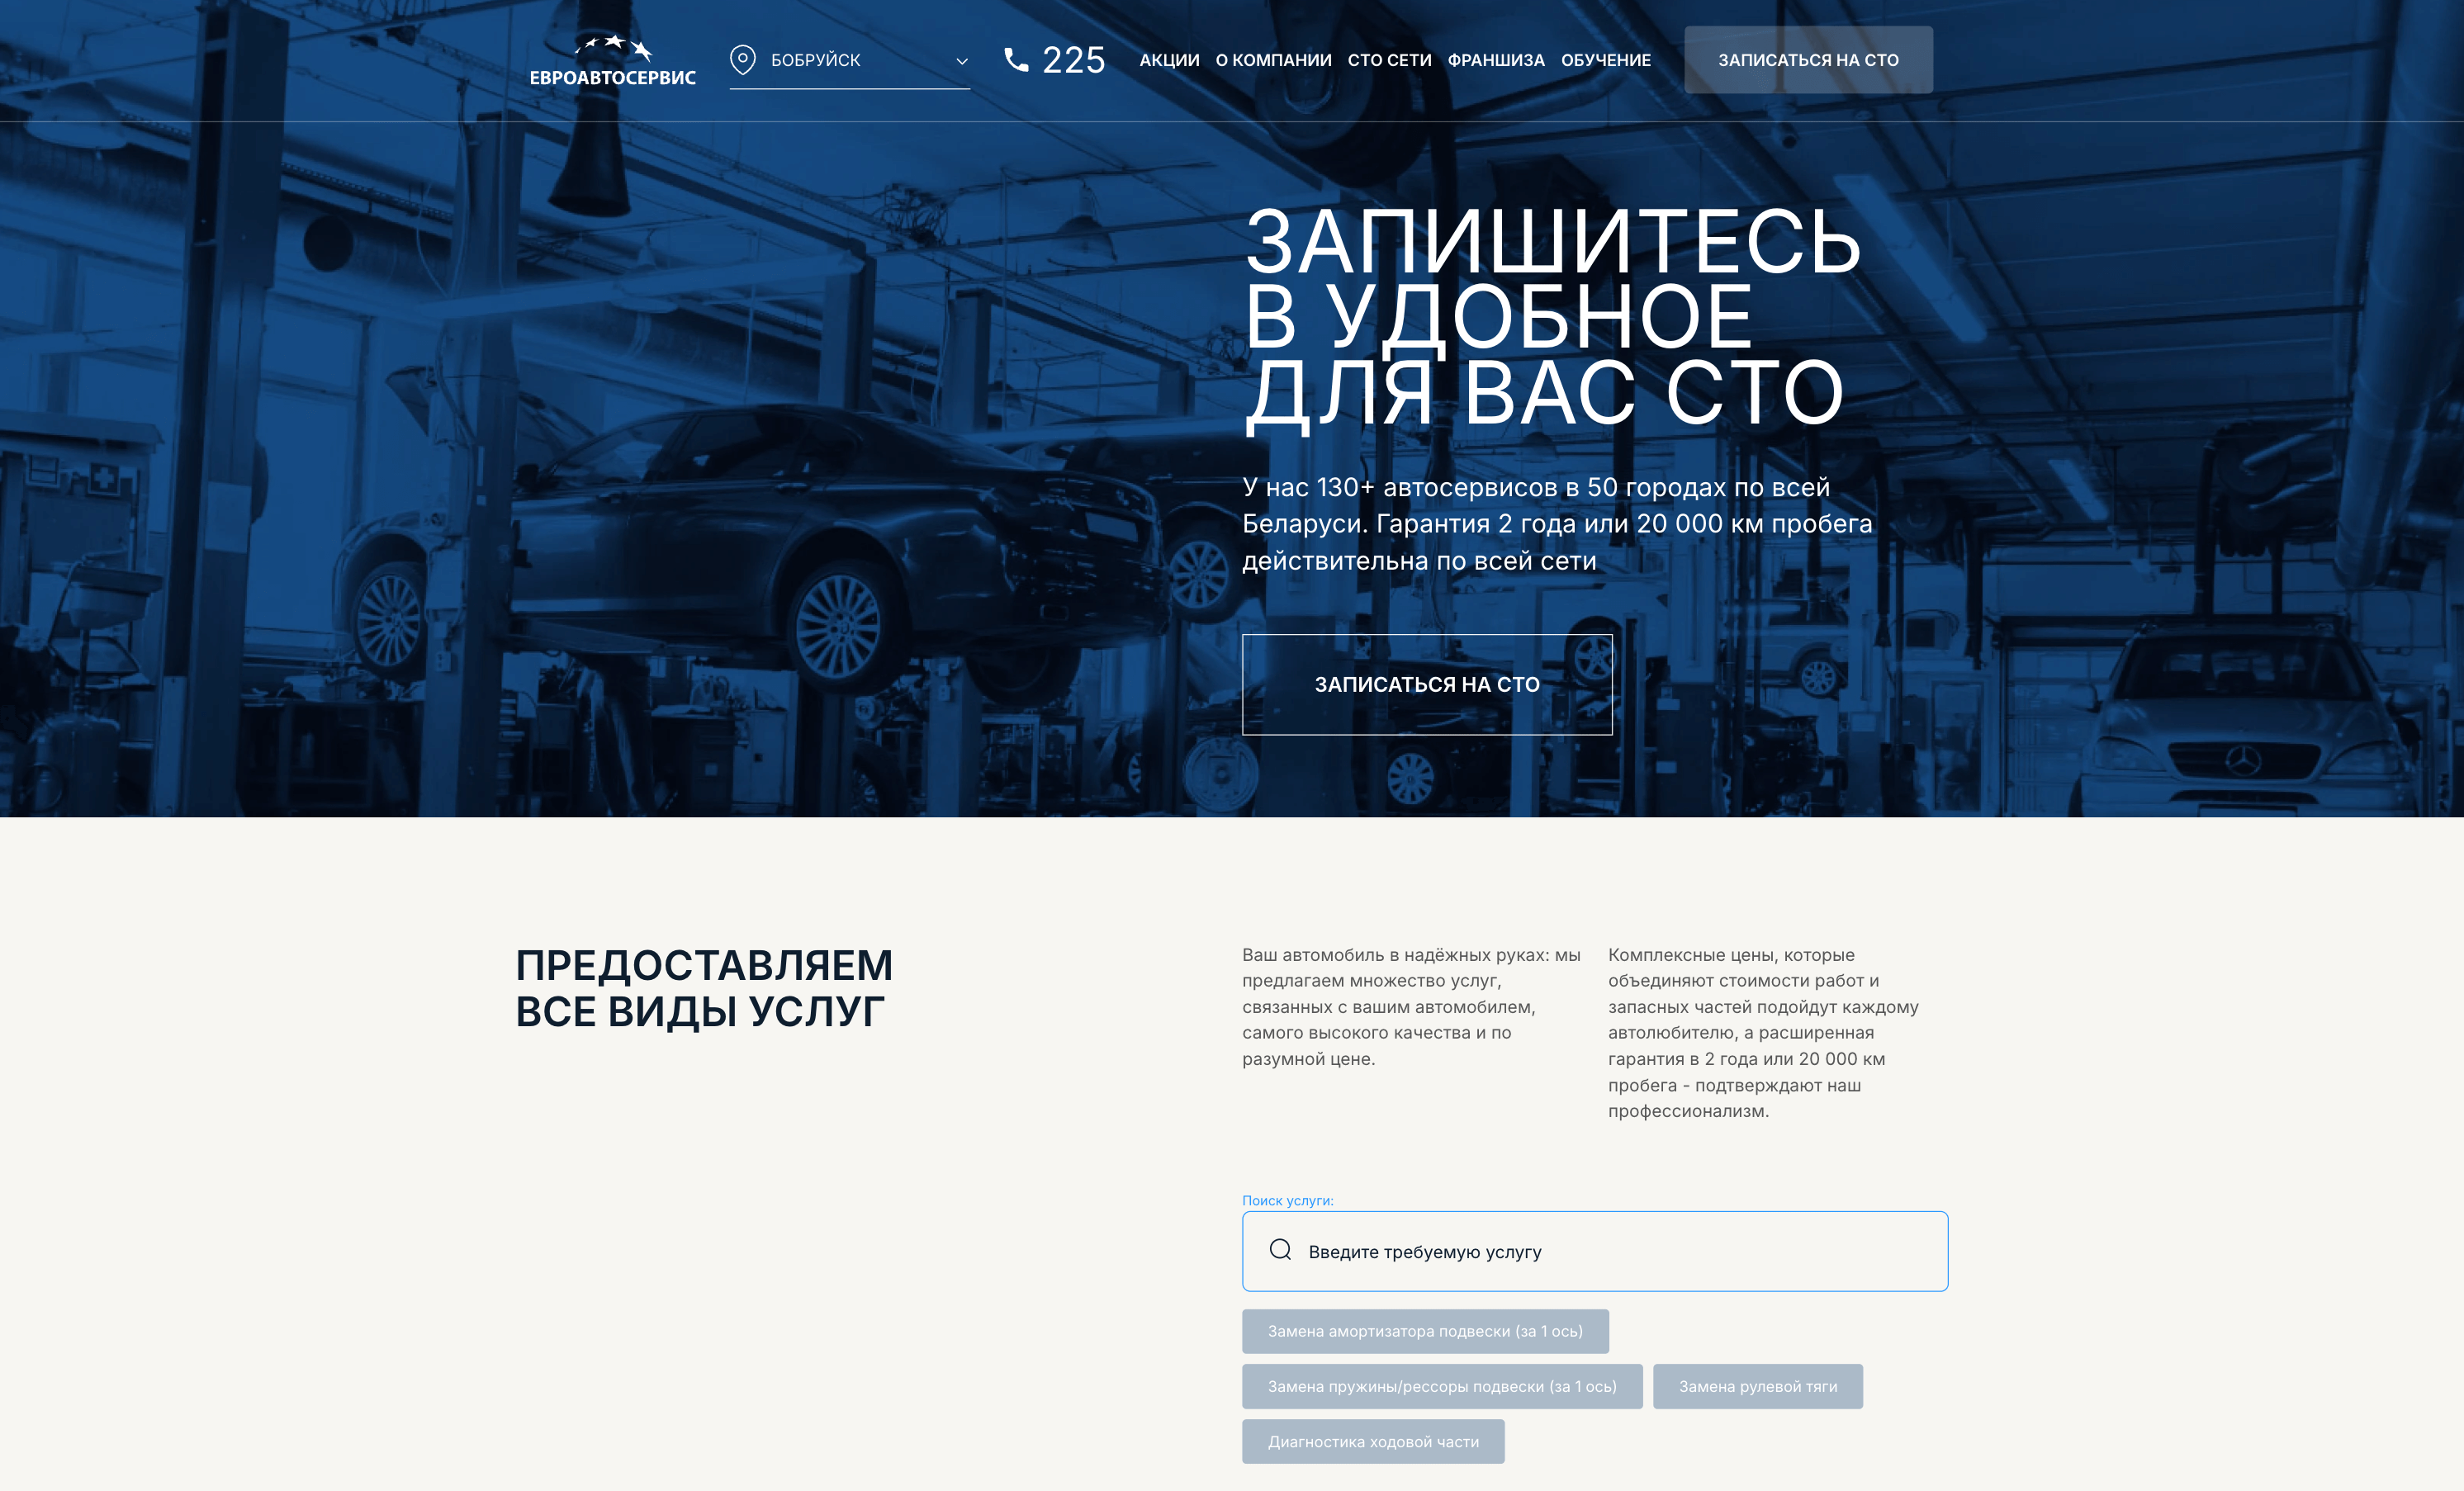 ЕВРОАВТОСЕРВИС
БОБРУЙСК
225
АКЦИИ О КОМПАНИИ СТО СЕТИ ФРАНШИЗА ОБУЧЕНИЕ
ЗАПИСАТЬСЯ НА СТО
ЗАПИШИТЕСЬ
В УДОБНОЕ
ДЛЯ ВАС СТО
У нас 130+ автосервисов в 50 городах по всей
Беларуси. Гарантия 2 года или 20 000 км пробега
действительна по всей сети
ЗАПИСАТЬСЯ НА СТО
ПРЕДОСТАВЛЯЕМ
ВСЕ ВИДЫ УСЛУГ
Ваш автомобиль в надёжных руках: мы
предлагаем множество услуг,
связанных с вашим автомобилем,
самого высокого качества и по
разумной цене.
Комплексные цены, которые
объединяют стоимости работ и
запасных частей подойдут каждому
автолюбителю, а расширенная
гарантия в 2 года или 20 000 км
пробега - подтверждают наш
профессионализм.
Поиск услуги:
Введите требуемую услугу
Замена амортизатора подвески (за 1 ось)
Замена пружины/рессоры подвески (за 1 ось)
Замена рулевой тяги
Диагностика ходовой части